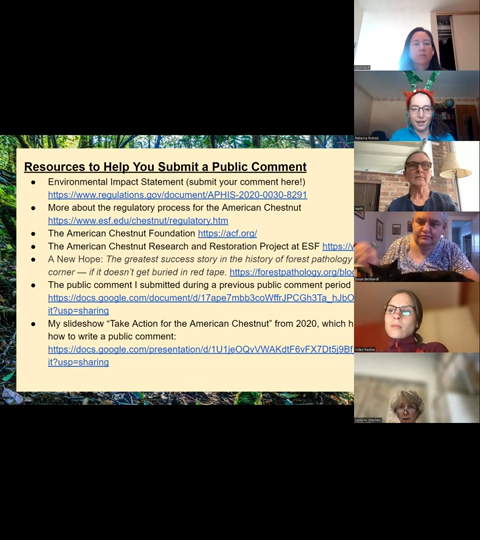 Resources to Help You Submit a Public Comment
● Environmental Impact Statement (submit your comment here!)
https://www.regulations.gov/document/APHIS-2020-0030-8291
● More about the regulatory process for the American Chestnut
https://www.esf.edu/chestnut/regulatory.htm
● The American Chestnut Foundation https://acf.org/
● The American Chestnut Research and Restoration Project at ESF https://w
● A New Hope: The greatest success story in the history of forest pathology
corner — if it doesn't get buried in red tape. https://forestpathology.org/blog
● The public comment I submitted during a previous public comment period
https://docs.google.com/document/d/17ape7mbb3coWffrJPCGh3Ta_hJbO
it?usp=sharing
● My slideshow "Take Action for the American Chestnut" from 2020, which h
how to write a public comment:
https://docs.google.com/presentation/d/1U1jeOQvVWAKdtF6vFX7Dt5j9Bf
it?usp=sharing